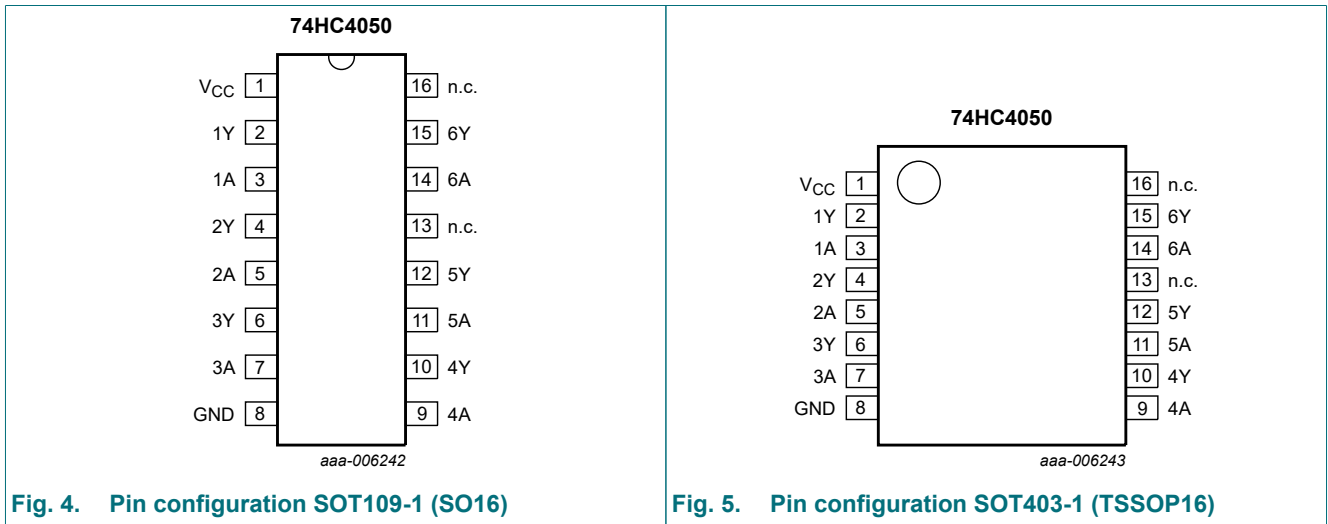 74HC4050
VCC 1
16 n.c.
1Y 2
15 6Y
1A 3
14 6A
2Y 4
13 n.c.
2A 5
12 5Y
3Y 6
11 5A
3A 7
10 4Y
GND 8
9 4A
aaa-006242
Fig. 4. Pin configuration SOT109-1 (SO16)
74HC4050
VCC 1
16 n.c.
1Y 2
15 6Y
1A 3
14 6A
2Y 4
13 n.c.
2A 5
12 5Y
3Y 6
11 5A
3A 7
10 4Y
GND 8
9 4A
aaa-006243
Fig. 5. Pin configuration SOT403-1 (TSSOP16)